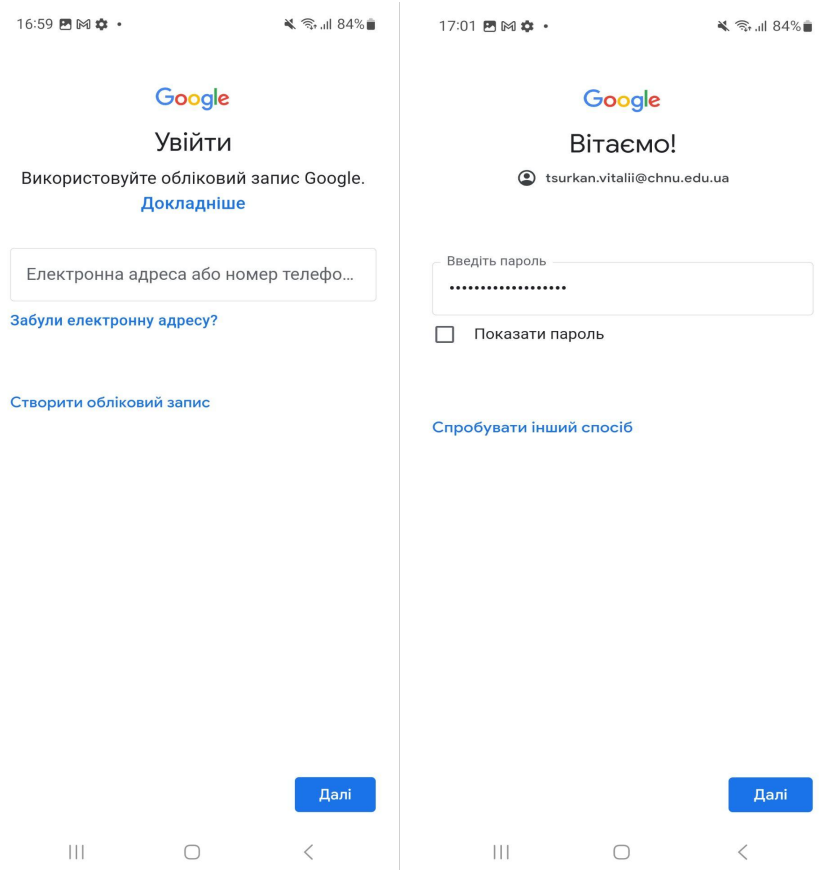 16:59
84%
Google
Увійти
Використовуйте обліковий запис Google.
Докладніше
Електронна адреса або номер телефо...
Забули електронну адресу?
Створити обліковий запис
Далі
17:01
84%
Google
Вітаємо!
tsurkan.vitalii@chnu.edu.ua
Введіть пароль
•••••••••••••••••••
Показати пароль
Спробувати інший спосіб
Далі